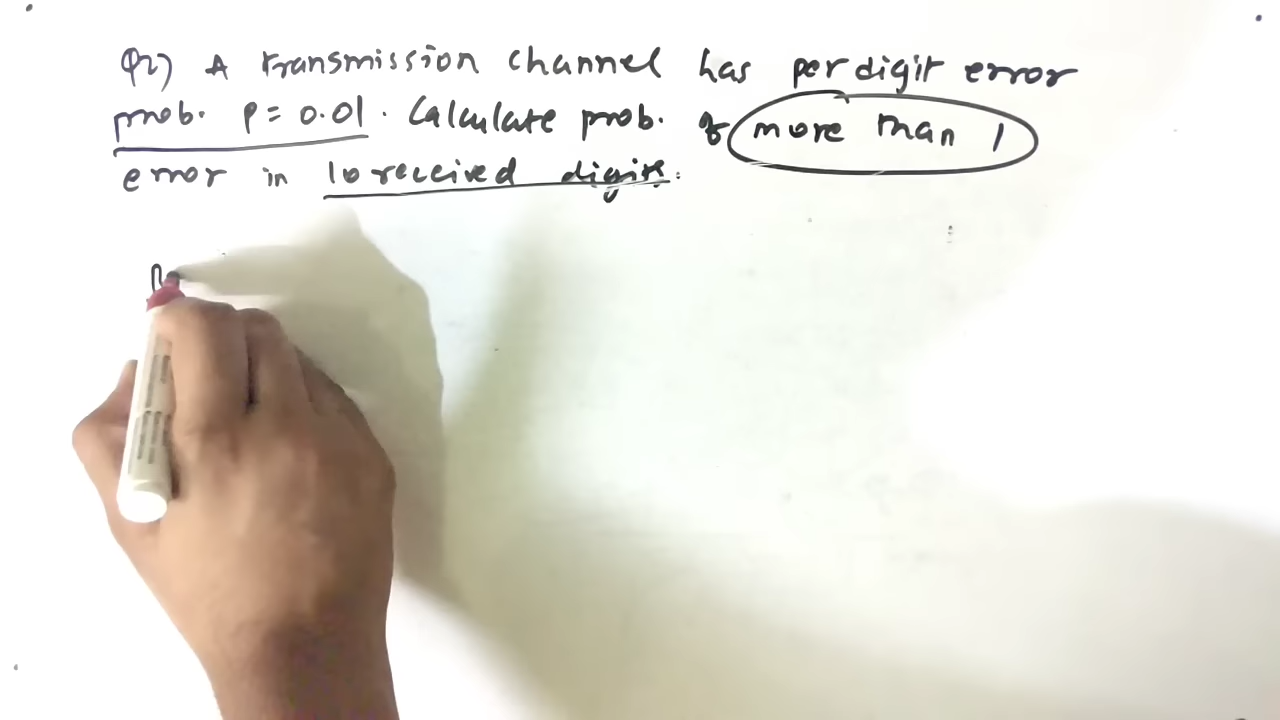 Q2) A transmission channel has per digit error
prob. P = 0.01. Calculate prob. of more than 1
error in 10 received digits.